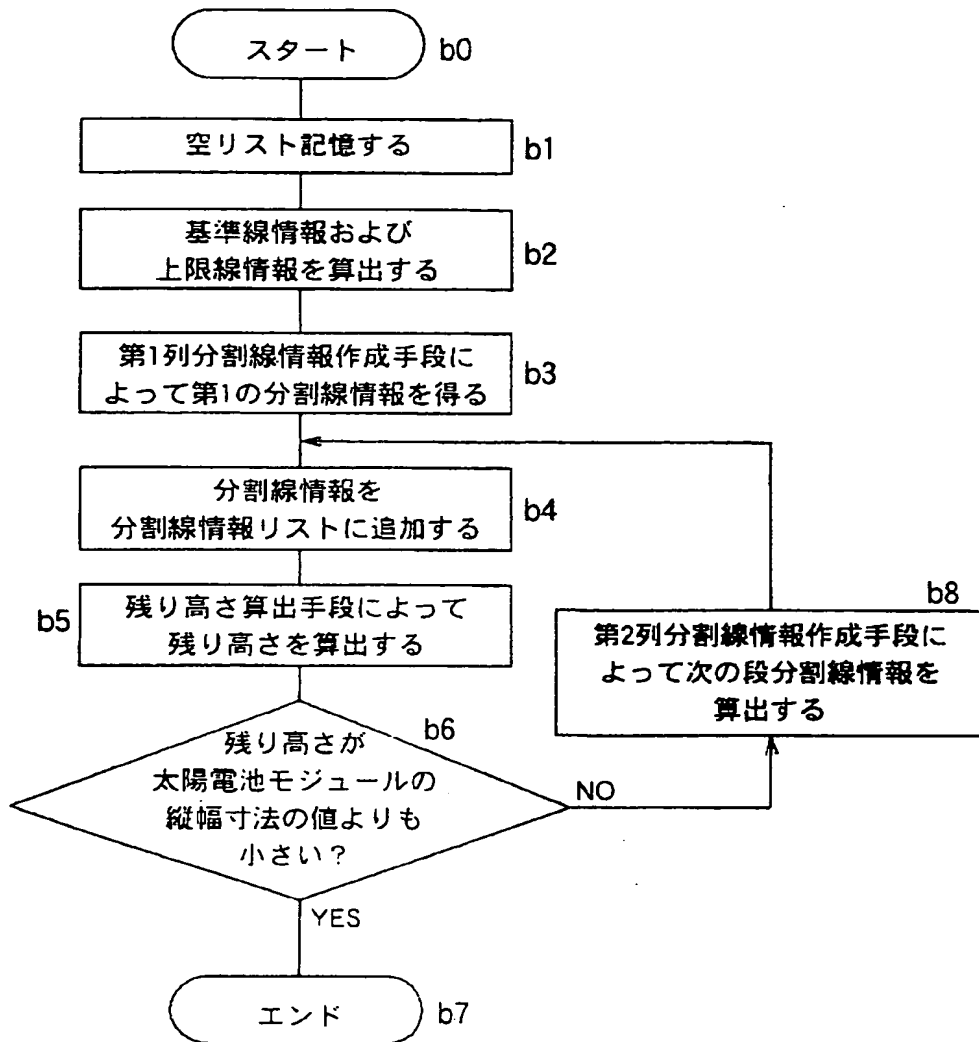 スタート
b0
空リスト記憶する
b1
基準線情報および
上限線情報を算出する
b2
第1列分割線情報作成手段に
よって第1の分割線情報を得る
b3
分割線情報を
分割線情報リストに追加する
b4
b5
残り高さ算出手段によって
残り高さを算出する
b8
第2列分割線情報作成手段に
よって次の段分割線情報を
算出する
b6
残り高さが
太陽電池モジュールの
縦幅寸法の値よりも
小さい？
NO
YES
エンド
b7